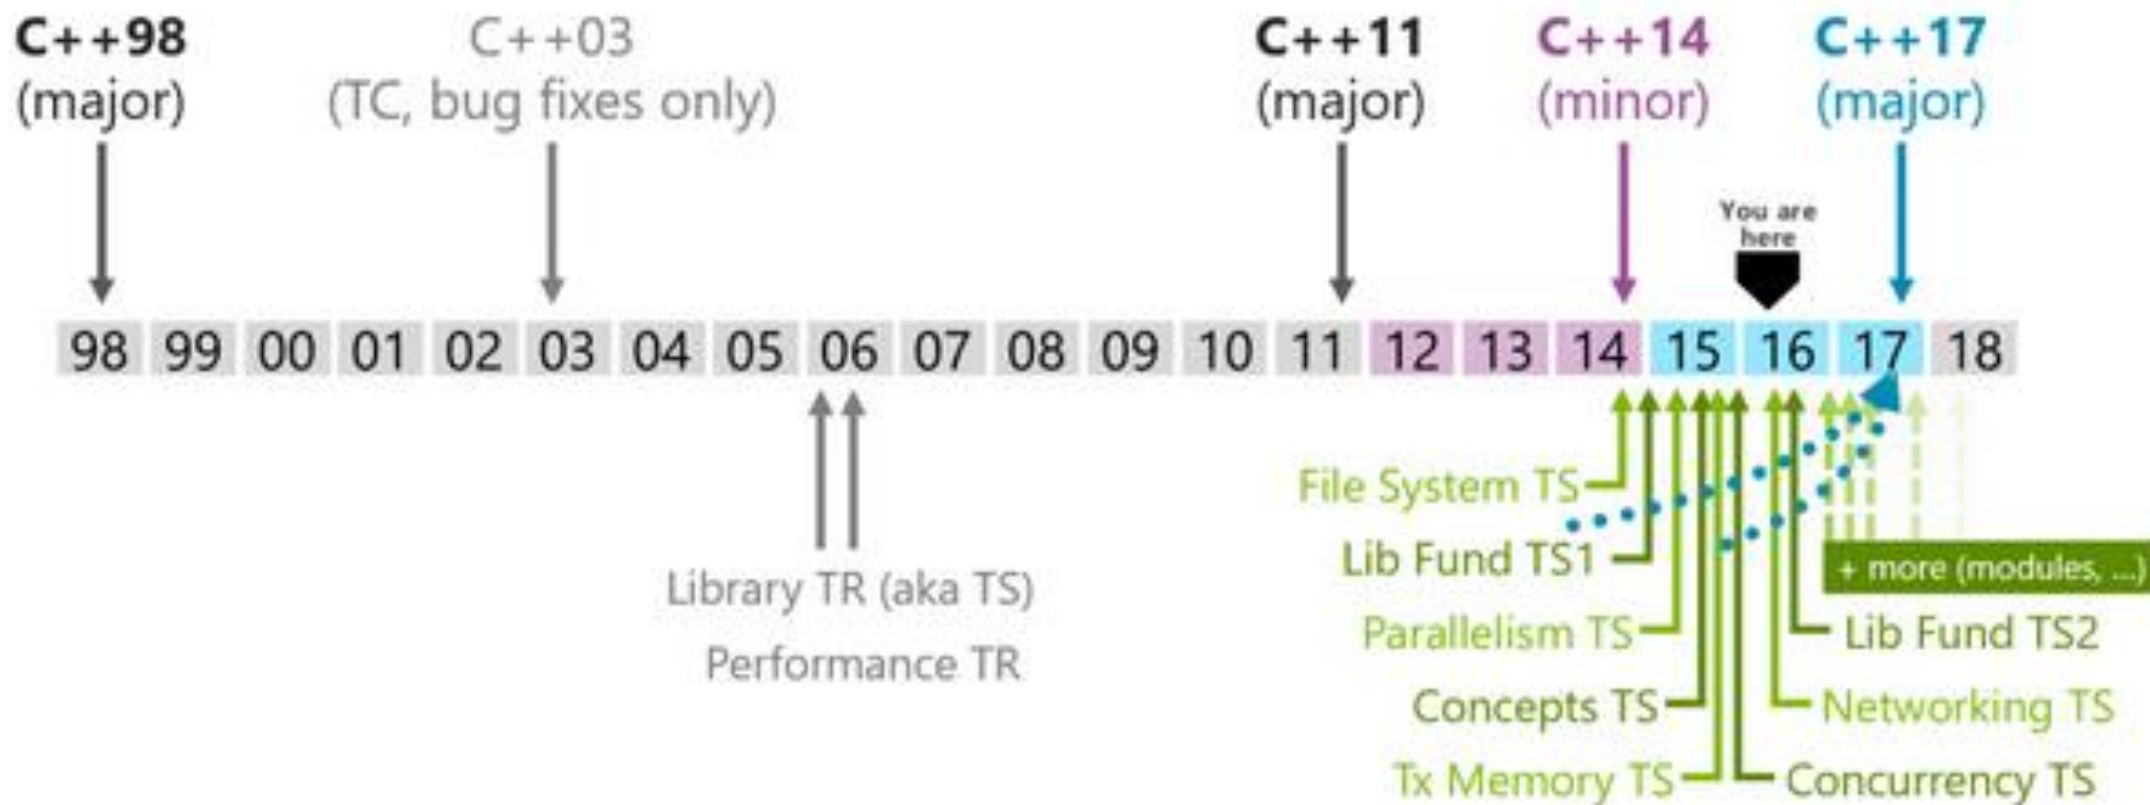 C++98
(major)
C++03
(TC, bug fixes only)
C++11
(major)
C++14
(minor)
C++17
(major)
You are
here
98 99 00 01 02 03 04 05 06 07 08 09 10 11 12 13 14 15 16 17 18
File System TS
Lib Fund TS1
+ more (modules, ...)
Library TR (aka TS)
Parallelism TS
Lib Fund TS2
Performance TR
Concepts TS
Networking TS
Tx Memory TS
Concurrency TS